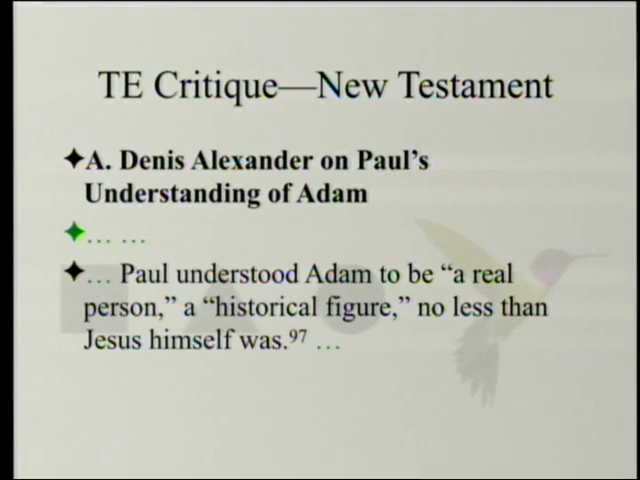 TE Critique—New Testament
✦A. Denis Alexander on Paul’s
Understanding of Adam
✦… …
✦… Paul understood Adam to be “a real
person,” a “historical figure,” no less than
Jesus himself was.⁹⁷ …